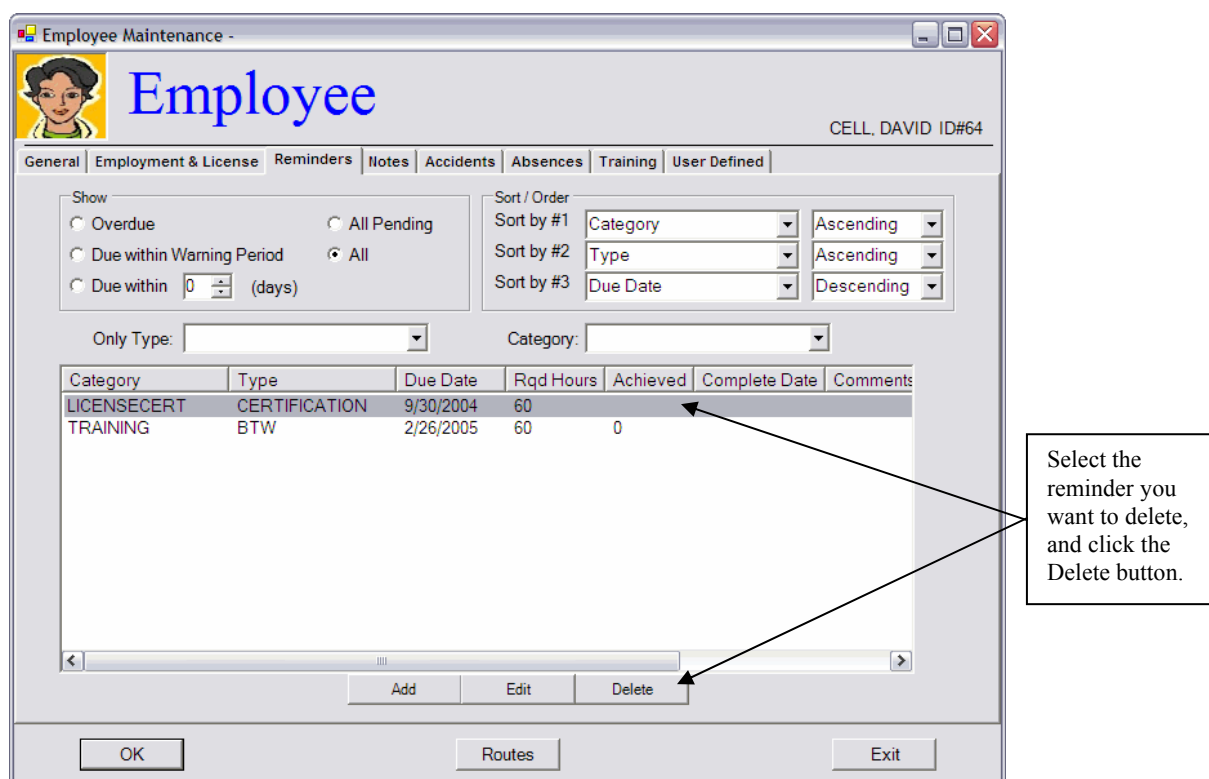 Employee Maintenance -
Employee
CELL, DAVID ID#64
General Employment & License Reminders Notes Accidents Absences Training User Defined
Show
Overdue All Pending
Due within Warning Period All
Due within 0 (days)
Sort / Order
Sort by #1 Category Ascending
Sort by #2 Type Ascending
Sort by #3 Due Date Descending
Only Type: Category:
Category Type Due Date Rqd Hours Achieved Complete Date Comments
LICENSECERT CERTIFICATION 9/30/2004 60
TRAINING BTW 2/26/2005 60 0
Add Edit Delete
OK Routes Exit
Select the
reminder you
want to delete,
and click the
Delete button.